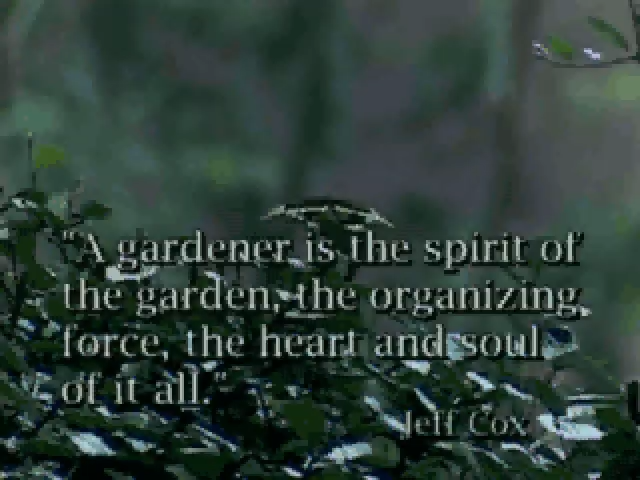 "A gardener is the spirit of
the garden, the organizing
force, the heart and soul
of it all."
Jeff Cox